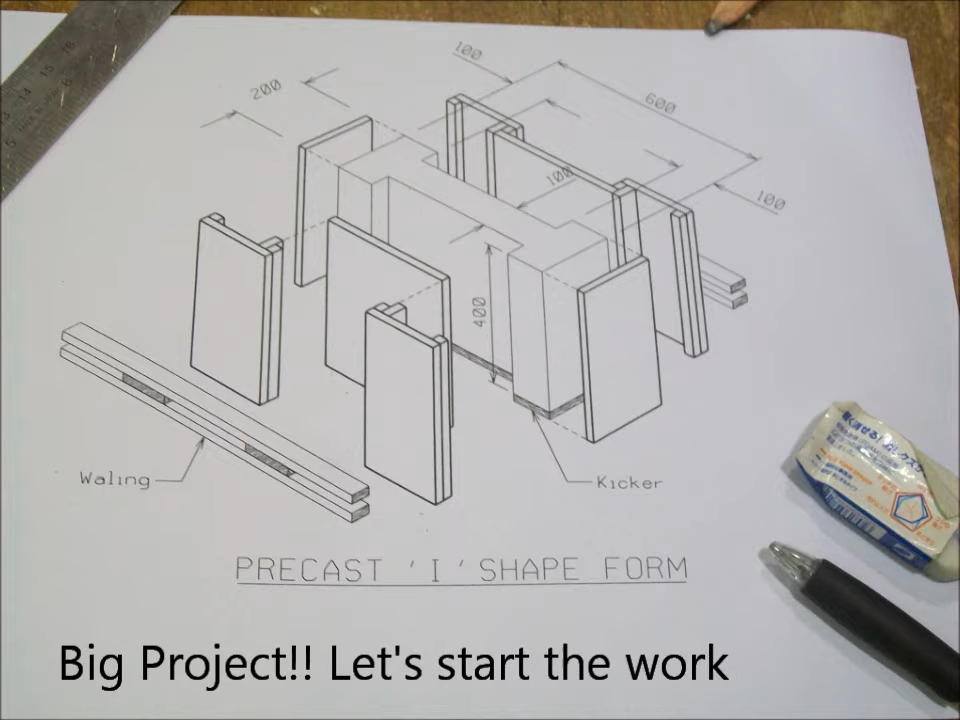 100
200
600
100
100
400
Waling
Kicker
PRECAST 'I' SHAPE FORM
Big Project!! Let's start the work